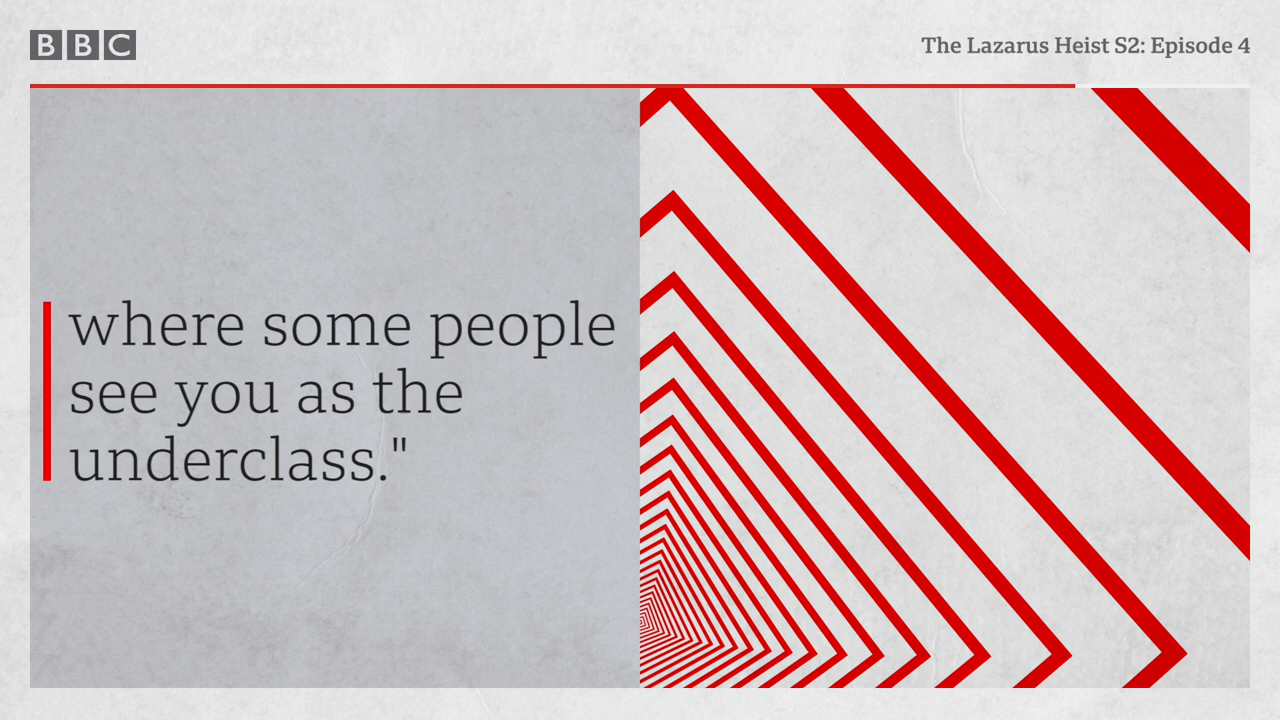 BBC
The Lazarus Heist S2: Episode 4
where some people
see you as the
underclass."